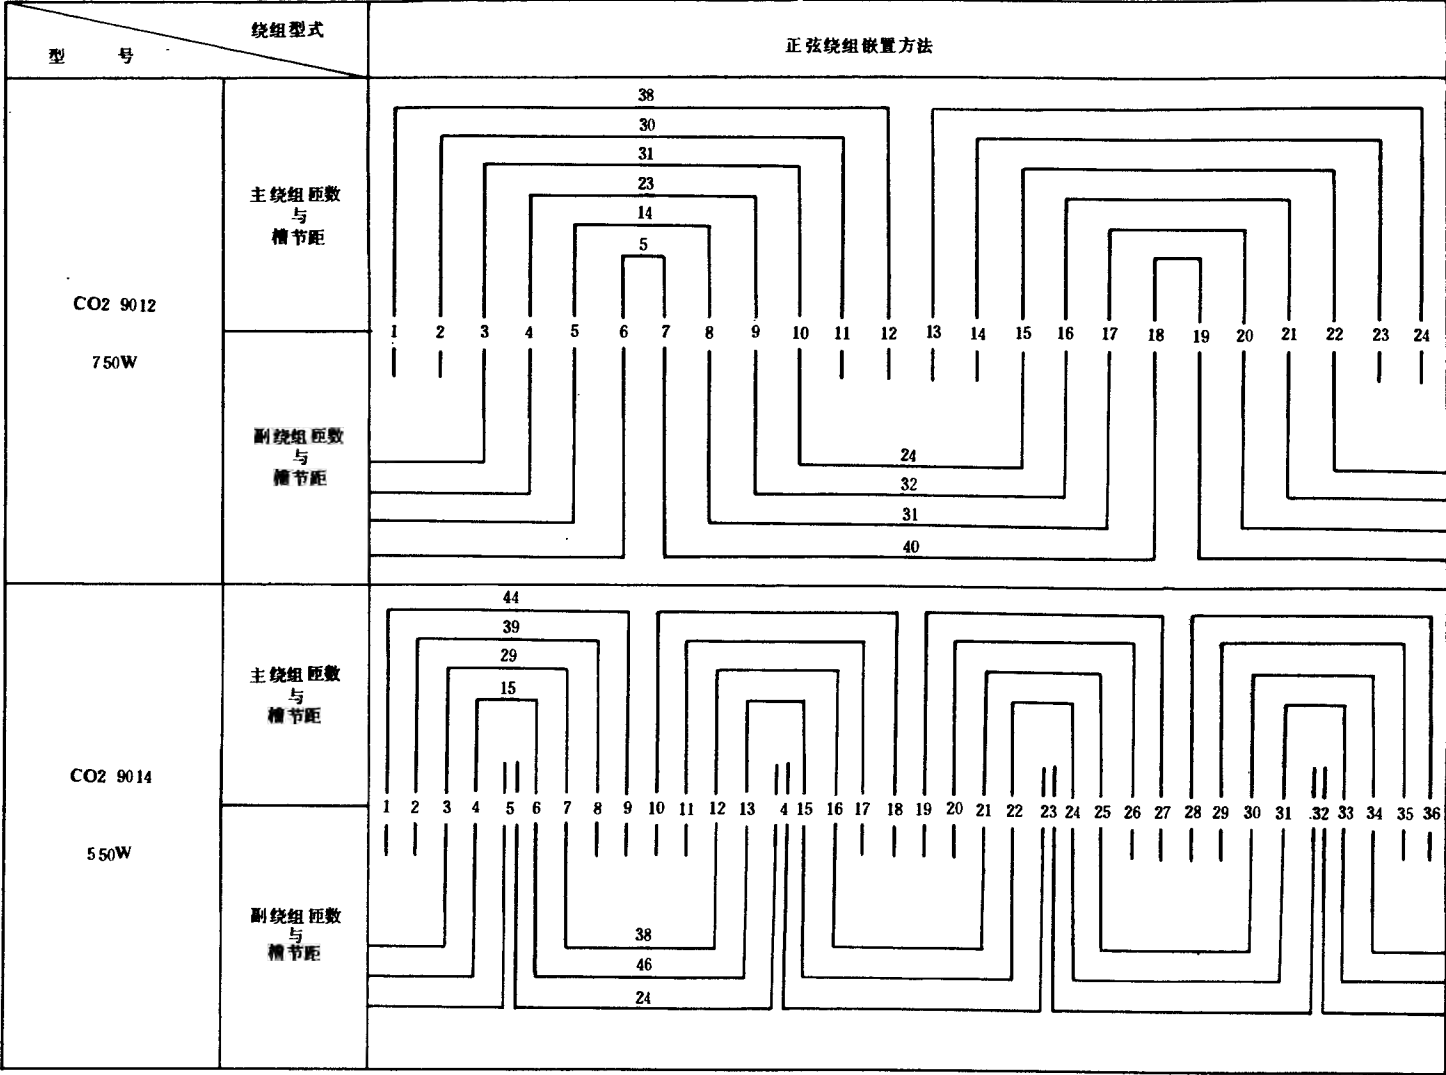 绕组型式
型 号
正弦绕组嵌置方法
CO2 9012
750W
主绕组匝数
与
槽节距
38
30
31
23
14
5
1 2 3 4 5 6 7 8 9 10 11 12 13 14 15 16 17 18 19 20 21 22 23 24
副绕组匝数
与
槽节距
24
32
31
40
CO2 9014
550W
主绕组匝数
与
槽节距
44
39
29
15
1 2 3 4 5 6 7 8 9 10 11 12 13 4 15 16 17 18 19 20 21 22 23 24 25 26 27 28 29 30 31 32 33 34 35 36
副绕组匝数
与
槽节距
38
46
24